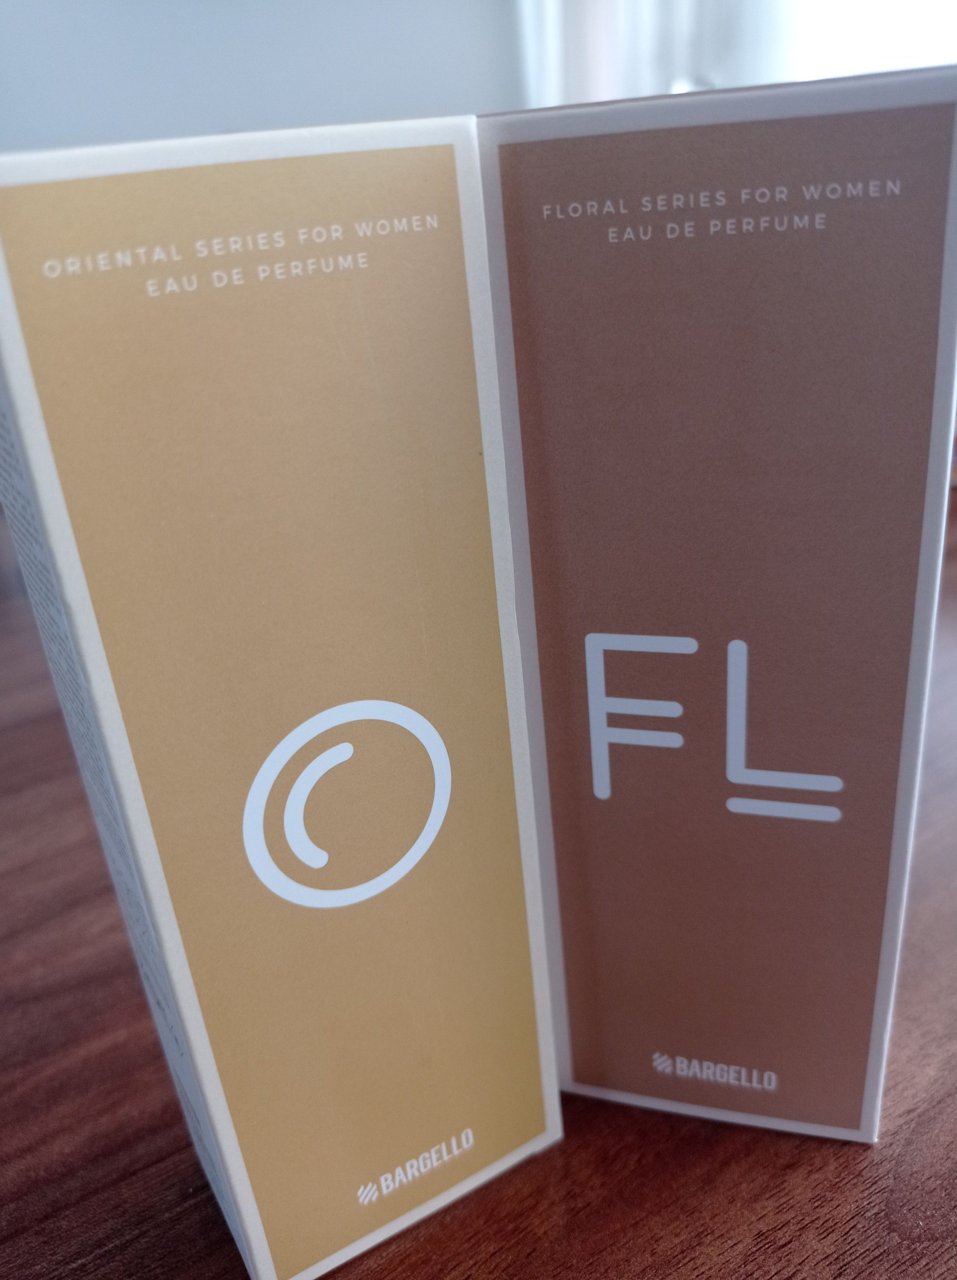 ORIENTAL SERIES FOR WOMEN
EAU DE PERFUME
O
BARGELLO
FLORAL SERIES FOR WOMEN
EAU DE PERFUME
FL
BARGELLO